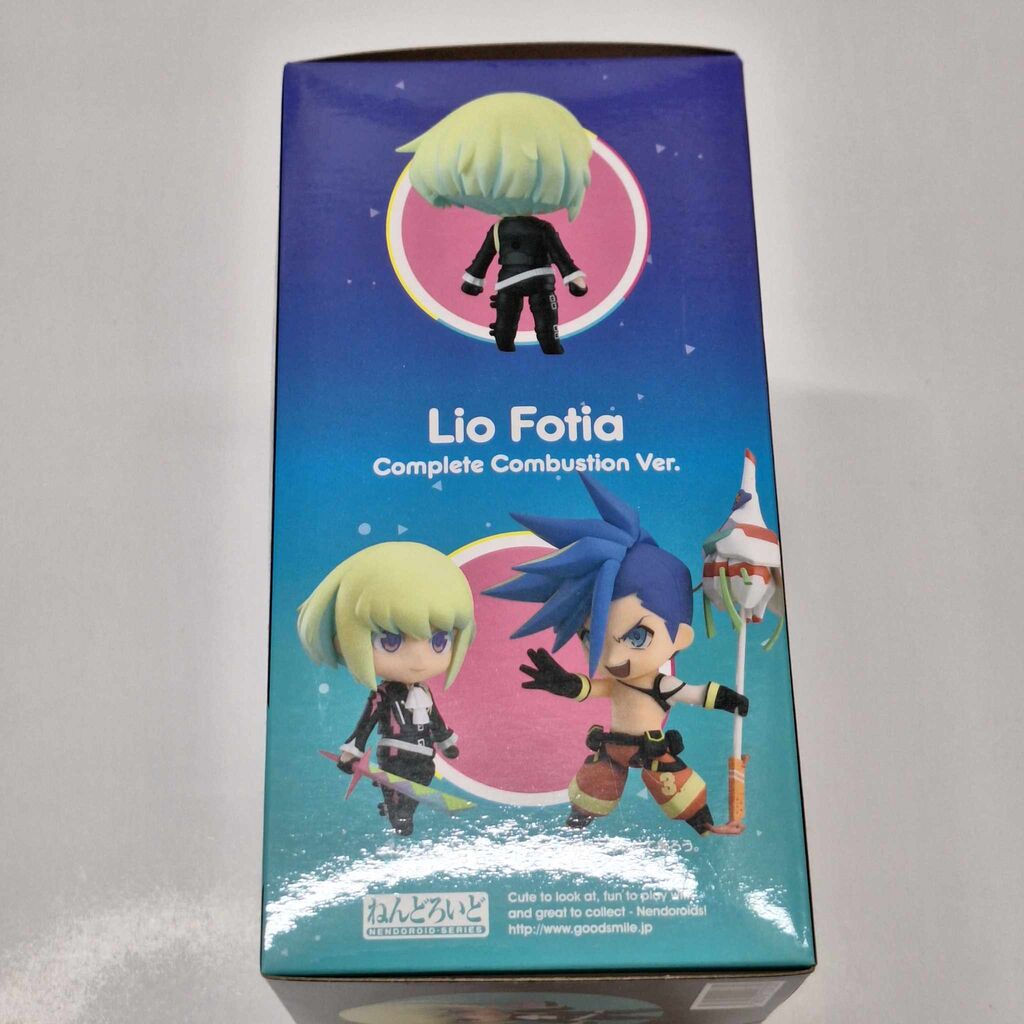 Lio Fotia
Complete Combustion Ver.
3
ねんどろいど
NENDOROID-SERIES
Cute to look at, fun to play
and great to collect - Nendoroids!
http://www.goodsmile.jp